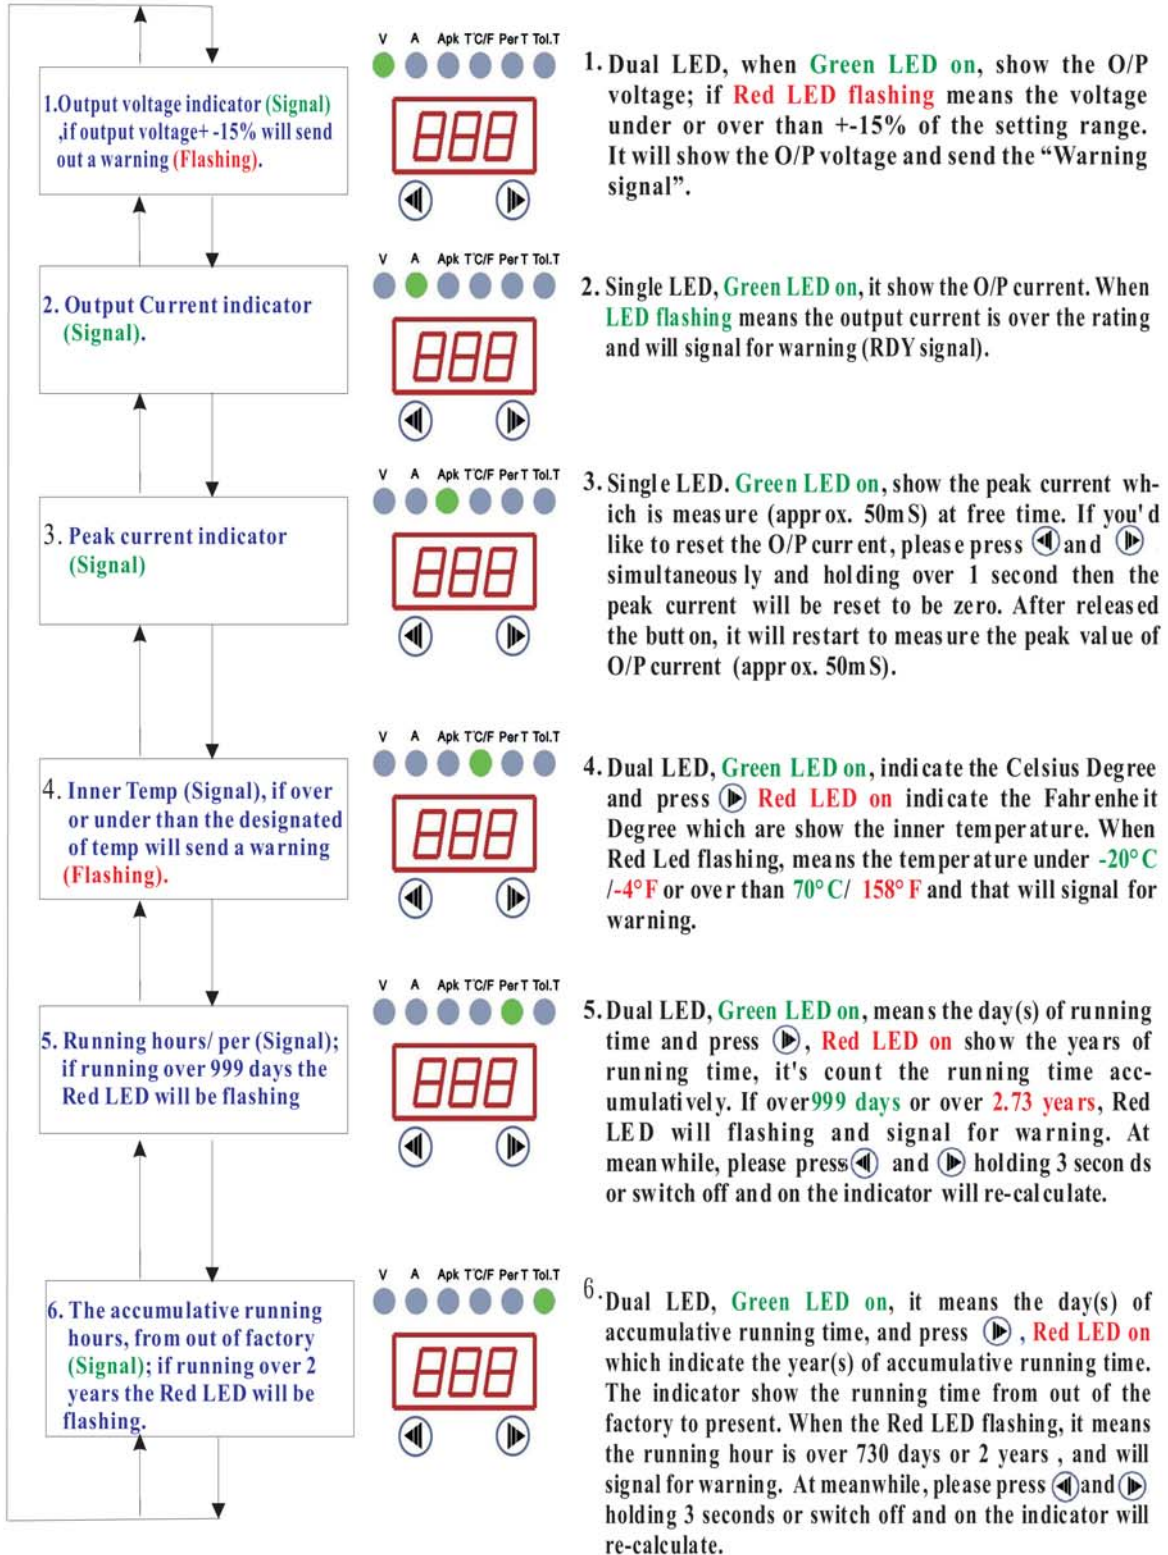 V A Apk T℃/F Per T Tol.T
1.Output voltage indicator (Signal)
,if output voltage+ -15% will send
out a warning (Flashing).
888
1. Dual LED, when Green LED on, show the O/P
voltage; if Red LED flashing means the voltage
under or over than +-15% of the setting range.
It will show the O/P voltage and send the “Warning
signal”.
V A Apk T℃/F Per T Tol.T
2. Output Current indicator
(Signal).
888
2. Single LED, Green LED on, it show the O/P current. When
LED flashing means the output current is over the rating
and will signal for warning (RDY signal).
V A Apk T℃/F Per T Tol.T
3. Peak current indicator
(Signal)
888
3. Single LED. Green LED on, show the peak current wh-
ich is measure (approx. 50mS) at free time. If you'd
like to reset the O/P current, please press and
simultaneously and holding over 1 second then the
peak current will be reset to be zero. After released
the button, it will restart to measure the peak value of
O/P current (approx. 50mS).
V A Apk T℃/F Per T Tol.T
4. Inner Temp (Signal), if over
or under than the designated
of temp will send a warning
(Flashing).
888
4. Dual LED, Green LED on, indicate the Celsius Degree
and press Red LED on indicate the Fahrenheit
Degree which are show the inner temperature. When
Red Led flashing, means the temperature under -20°C
/-4°F or over than 70°C/ 158°F and that will signal for
warning.
V A Apk T℃/F Per T Tol.T
5. Running hours/ per (Signal);
if running over 999 days the
Red LED will be flashing
888
5. Dual LED, Green LED on, means the day(s) of running
time and press , Red LED on show the years of
running time, it's count the running time acc-
umulatively. If over 999 days or over 2.73 years, Red
LED will flashing and signal for warning. At
meanwhile, please press and holding 3 seconds
or switch off and on the indicator will re-calculate.
V A Apk T℃/F Per T Tol.T
6. The accumulative running
hours, from out of factory
(Signal); if running over 2
years the Red LED will be
flashing.
888
6. Dual LED, Green LED on, it means the day(s) of
accumulative running time, and press , Red LED on
which indicate the year(s) of accumulative running time.
The indicator show the running time from out of the
factory to present. When the Red LED flashing, it means
the running hour is over 730 days or 2 years , and will
signal for warning. At meanwhile, please press and
holding 3 seconds or switch off and on the indicator will
re-calculate.